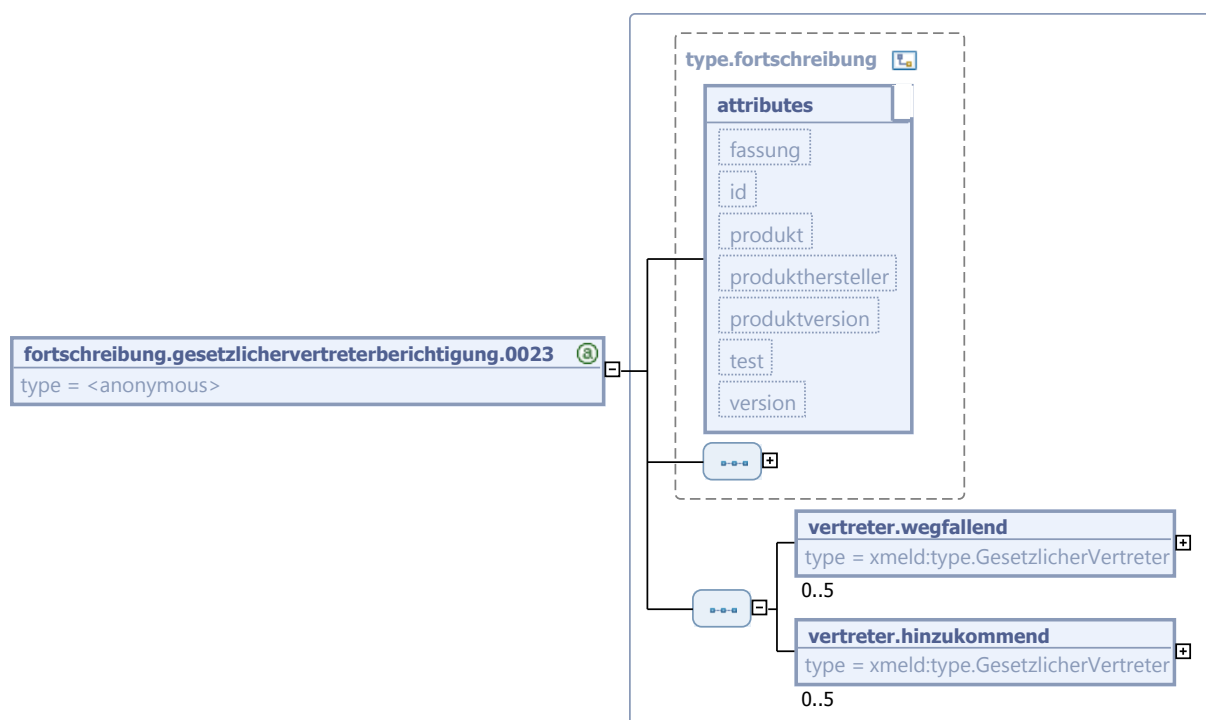 type.fortschreibung
attributes
fassung
id
produkt
produkthersteller
produktversion
test
version
fortschreibung.gesetzlichervertreterberichtigung.0023 a
type = <anonymous>
vertreter.wegfallend
type = xmeld:type.GesetzlicherVertreter
0..5
vertreter.hinzukommend
type = xmeld:type.GesetzlicherVertreter
0..5